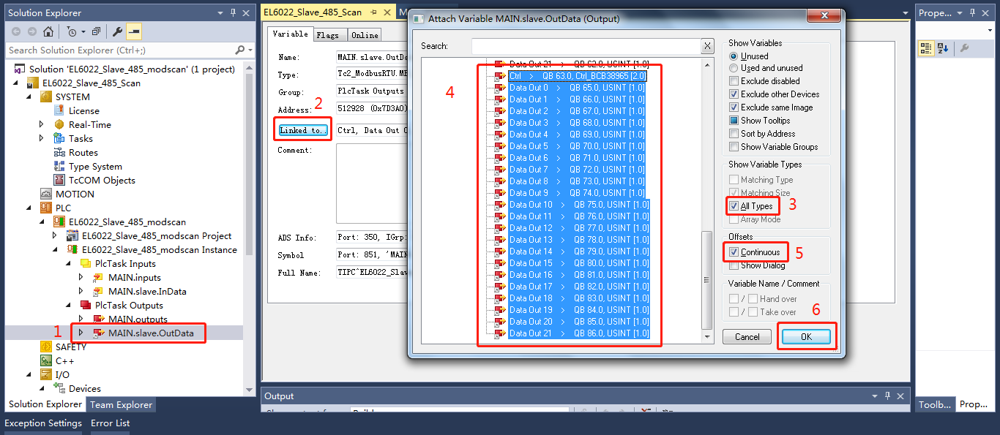 Solution Explorer
Search Solution Explorer (Ctrl+;)
Solution 'EL6022_Slave_485_modscan' (1 project)
EL6022_Slave_485_Scan
SYSTEM
License
Real-Time
Tasks
Routes
Type System
TcCOM Objects
MOTION
PLC
EL6022_Slave_485_modscan
EL6022_Slave_485_modscan Project
EL6022_Slave_485_modscan Instance
PlcTask Inputs
MAIN.inputs
MAIN.slave.InData
PlcTask Outputs
MAIN.outputs
1
MAIN.slave.OutData
SAFETY
C++
I/O
Devices
Solution Explorer
Team Explorer
Exception Settings
Error List
EL6022_Slave_485_Scan
Variable
Flags
Online
Name:
MAIN.slave.OutDa
Type:
Tc2_ModbusRTU.MB
Group:
PlcTask Outputs
Address:
512928 (0x7D3A0)
2
Linked to..
Ctrl, Data Out
Comment:
ADS Info:
Port: 350, IGrp:
Symbol
Port: 851, 'MAIN
Full Name:
TIPC^EL6022_Slav
Attach Variable MAIN.slave.OutData (Output)
Search:
4
Data Out 21 > QB 62.0, USINT [1.0]
Ctrl > QB 63.0, Ctrl_BCB38965 [2.0]
Data Out 0 > QB 65.0, USINT [1.0]
Data Out 1 > QB 66.0, USINT [1.0]
Data Out 2 > QB 67.0, USINT [1.0]
Data Out 3 > QB 68.0, USINT [1.0]
Data Out 4 > QB 69.0, USINT [1.0]
Data Out 5 > QB 70.0, USINT [1.0]
Data Out 6 > QB 71.0, USINT [1.0]
Data Out 7 > QB 72.0, USINT [1.0]
Data Out 8 > QB 73.0, USINT [1.0]
Data Out 9 > QB 74.0, USINT [1.0]
Data Out 10 > QB 75.0, USINT [1.0]
Data Out 11 > QB 76.0, USINT [1.0]
Data Out 12 > QB 77.0, USINT [1.0]
Data Out 13 > QB 78.0, USINT [1.0]
Data Out 14 > QB 79.0, USINT [1.0]
Data Out 15 > QB 80.0, USINT [1.0]
Data Out 16 > QB 81.0, USINT [1.0]
Data Out 17 > QB 82.0, USINT [1.0]
Data Out 18 > QB 83.0, USINT [1.0]
Data Out 19 > QB 84.0, USINT [1.0]
Data Out 20 > QB 85.0, USINT [1.0]
Data Out 21 > QB 86.0, USINT [1.0]
Show Variables
Unused
Used and unused
Exclude disabled
Exclude other Devices
Exclude same Image
Show Tooltips
Sort by Address
Show Variable Groups
Show Variable Types
Matching Type
Matching Size
All Types
3
Array Mode
Offsets
Continuous
5
Show Dialog
Variable Name / Comment
/ Hand over
/ Take over
6
Cancel
OK
Output
Prope...
Toolb...
Prop...